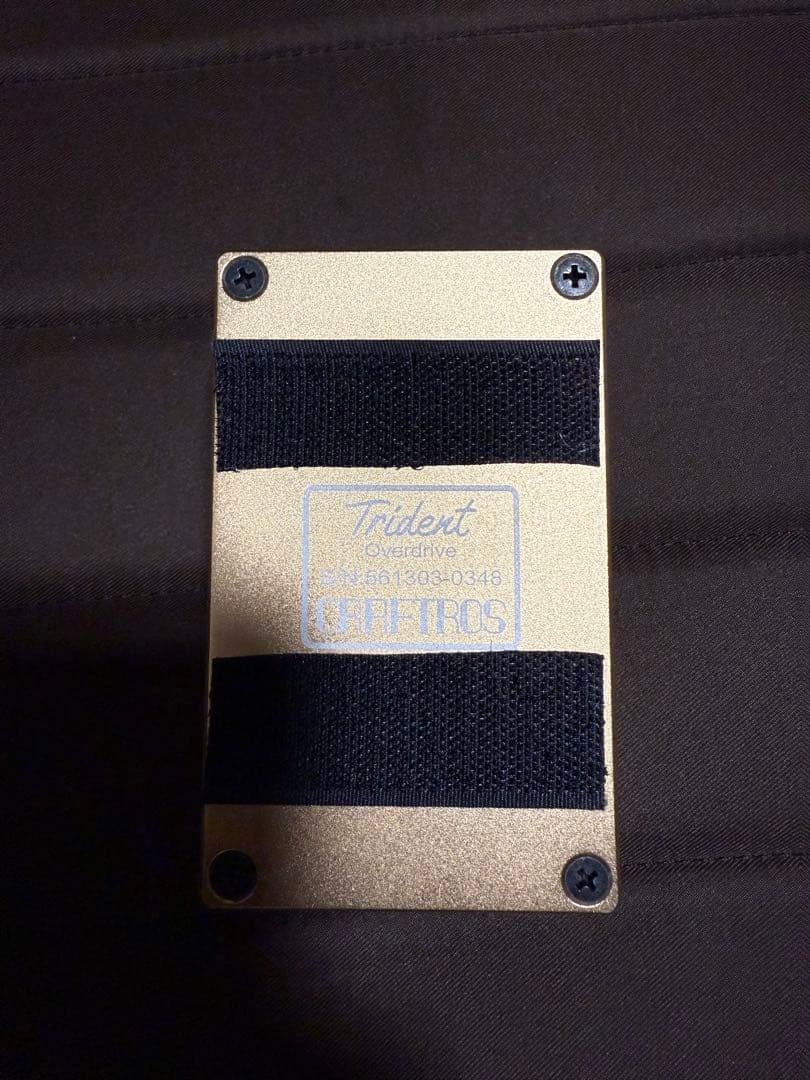 Trident
Overdrive
S/N:561303-0348
CRAFTROS